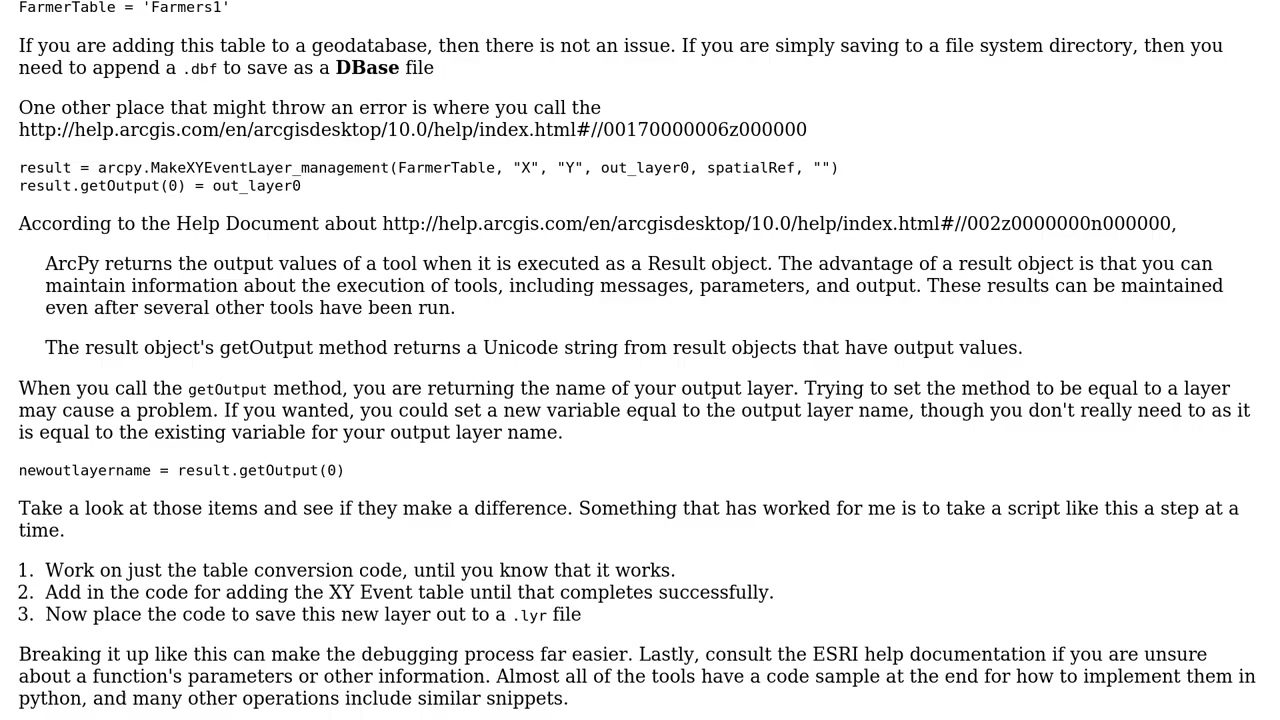 FarmerTable = 'Farmers1'
If you are adding this table to a geodatabase, then there is not an issue. If you are simply saving to a file system directory, then you
need to append a .dbf to save as a DBase file
One other place that might throw an error is where you call the
http://help.arcgis.com/en/arcgisdesktop/10.0/help/index.html#//00170000006z000000
result = arcpy.MakeXYEventLayer_management(FarmerTable, "X", "Y", out_layer0, spatialRef, "")
result.getOutput(0) = out_layer0
According to the Help Document about http://help.arcgis.com/en/arcgisdesktop/10.0/help/index.html#//002z0000000n000000,
ArcPy returns the output values of a tool when it is executed as a Result object. The advantage of a result object is that you can
maintain information about the execution of tools, including messages, parameters, and output. These results can be maintained
even after several other tools have been run.
The result object's getOutput method returns a Unicode string from result objects that have output values.
When you call the getOutput method, you are returning the name of your output layer. Trying to set the method to be equal to a layer
may cause a problem. If you wanted, you could set a new variable equal to the output layer name, though you don't really need to as it
is equal to the existing variable for your output layer name.
newoutlayername = result.getOutput(0)
Take a look at those items and see if they make a difference. Something that has worked for me is to take a script like this a step at a
time.
1. Work on just the table conversion code, until you know that it works.
2. Add in the code for adding the XY Event table until that completes successfully.
3. Now place the code to save this new layer out to a .lyr file
Breaking it up like this can make the debugging process far easier. Lastly, consult the ESRI help documentation if you are unsure
about a function's parameters or other information. Almost all of the tools have a code sample at the end for how to implement them in
python, and many other operations include similar snippets.